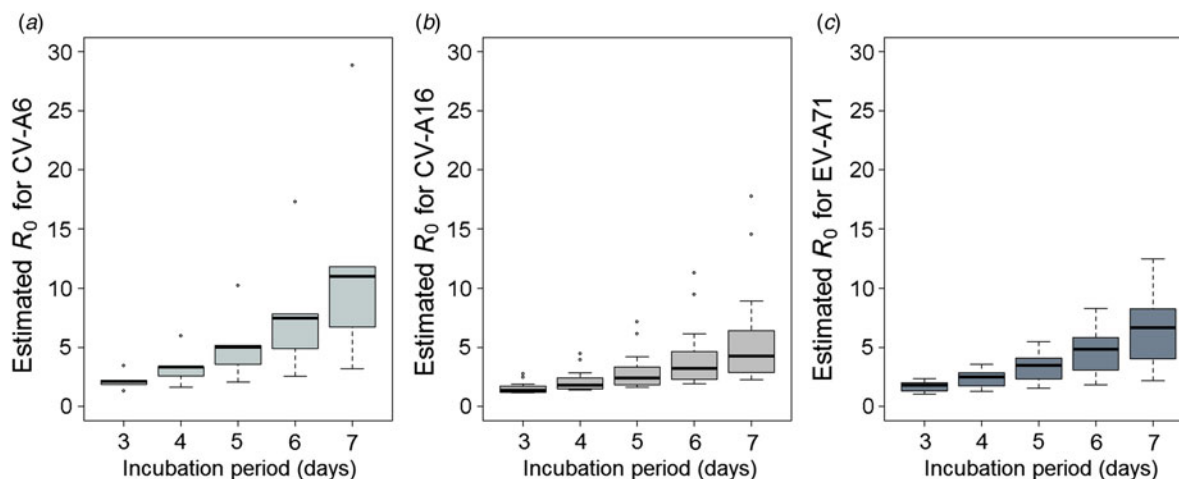 (a)
Estimated R0 for CV-A6
30
25
20
15
10
5
0
3 4 5 6 7
Incubation period (days)
(b)
Estimated R0 for CV-A16
30
25
20
15
10
5
0
3 4 5 6 7
Incubation period (days)
(c)
Estimated R0 for EV-A71
30
25
20
15
10
5
0
3 4 5 6 7
Incubation period (days)